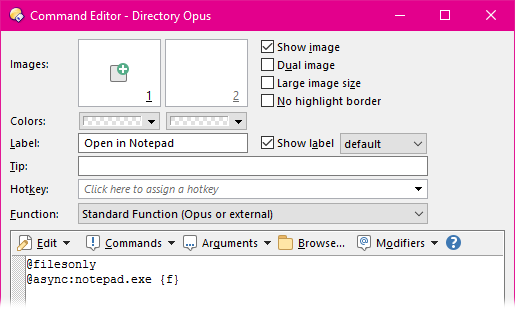 Command Editor - Directory Opus
Images:
1
2
Show image
Dual image
Large image size
No highlight border
Colors:
Label: Open in Notepad Show label default
Tip:
Hotkey: Click here to assign a hotkey
Function: Standard Function (Opus or external)
Edit Commands Arguments Browse... Modifiers ?
@filesonly
@async:notepad.exe {f}